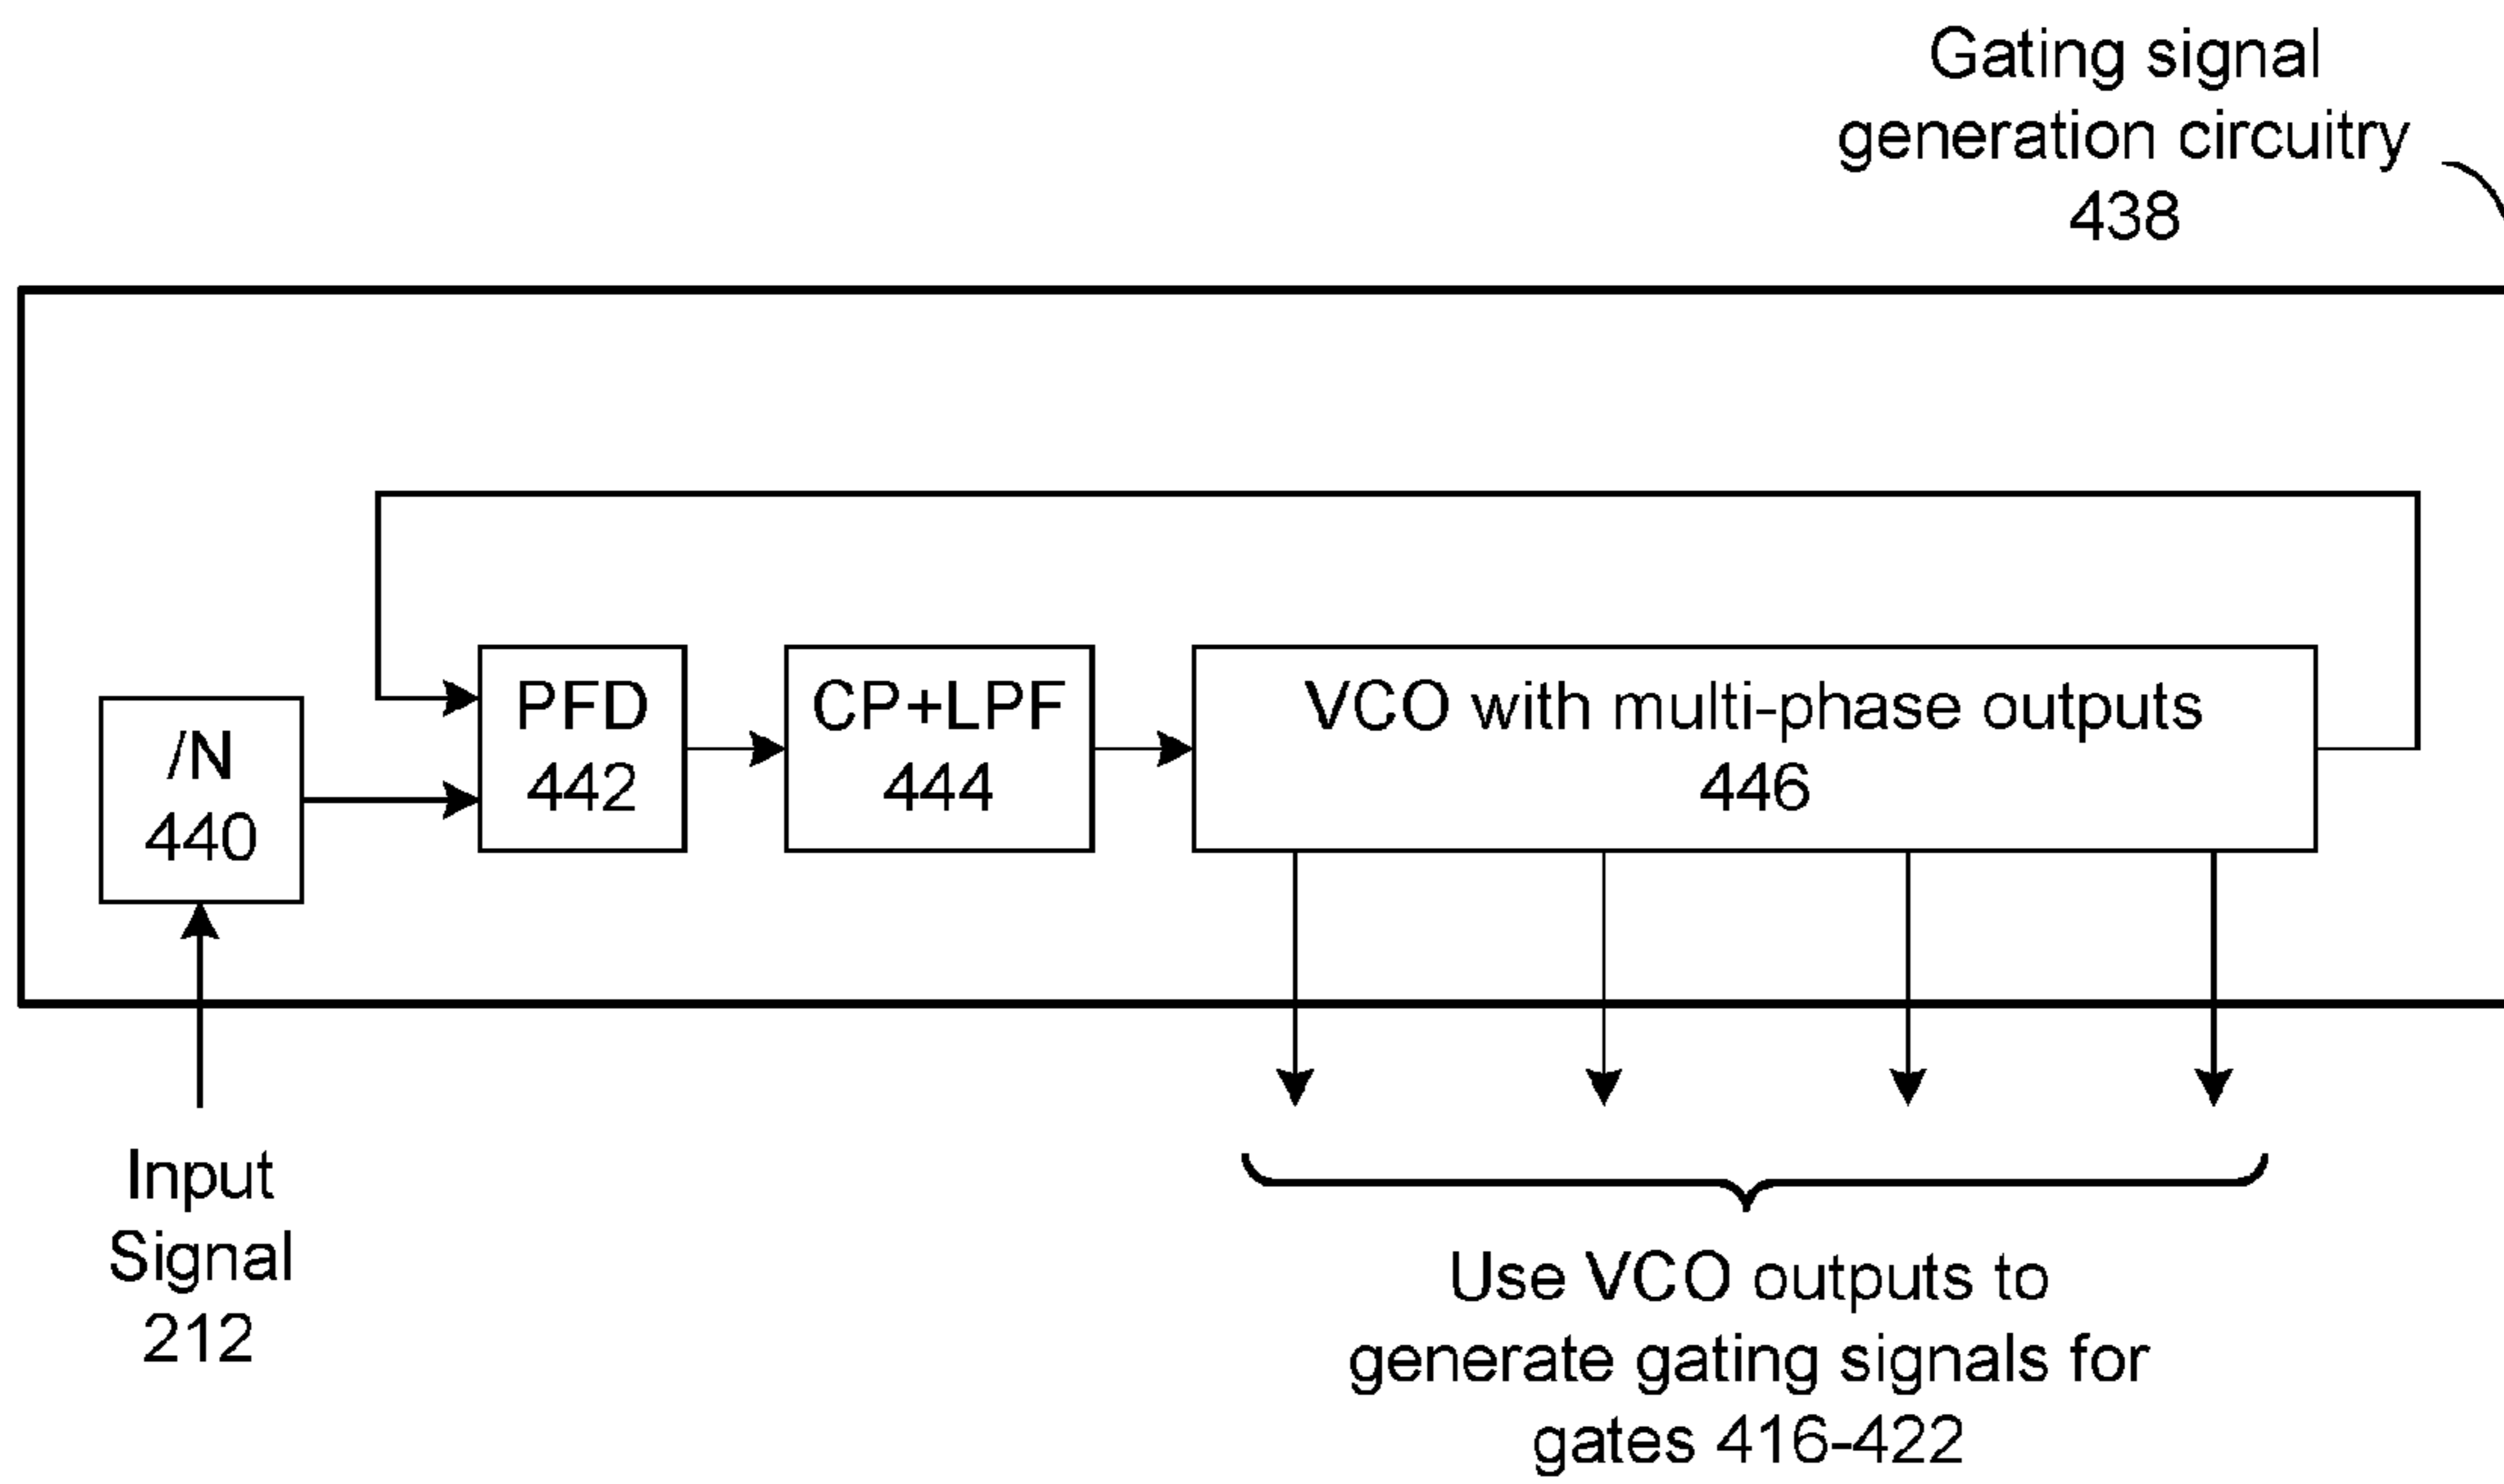 Gating signal
generation circuitry
438
PFD
442
CP+LPF
444
VCO with multi-phase outputs
446
/N
440
Input
Signal
212
Use VCO outputs to
generate gating signals for
gates 416-422